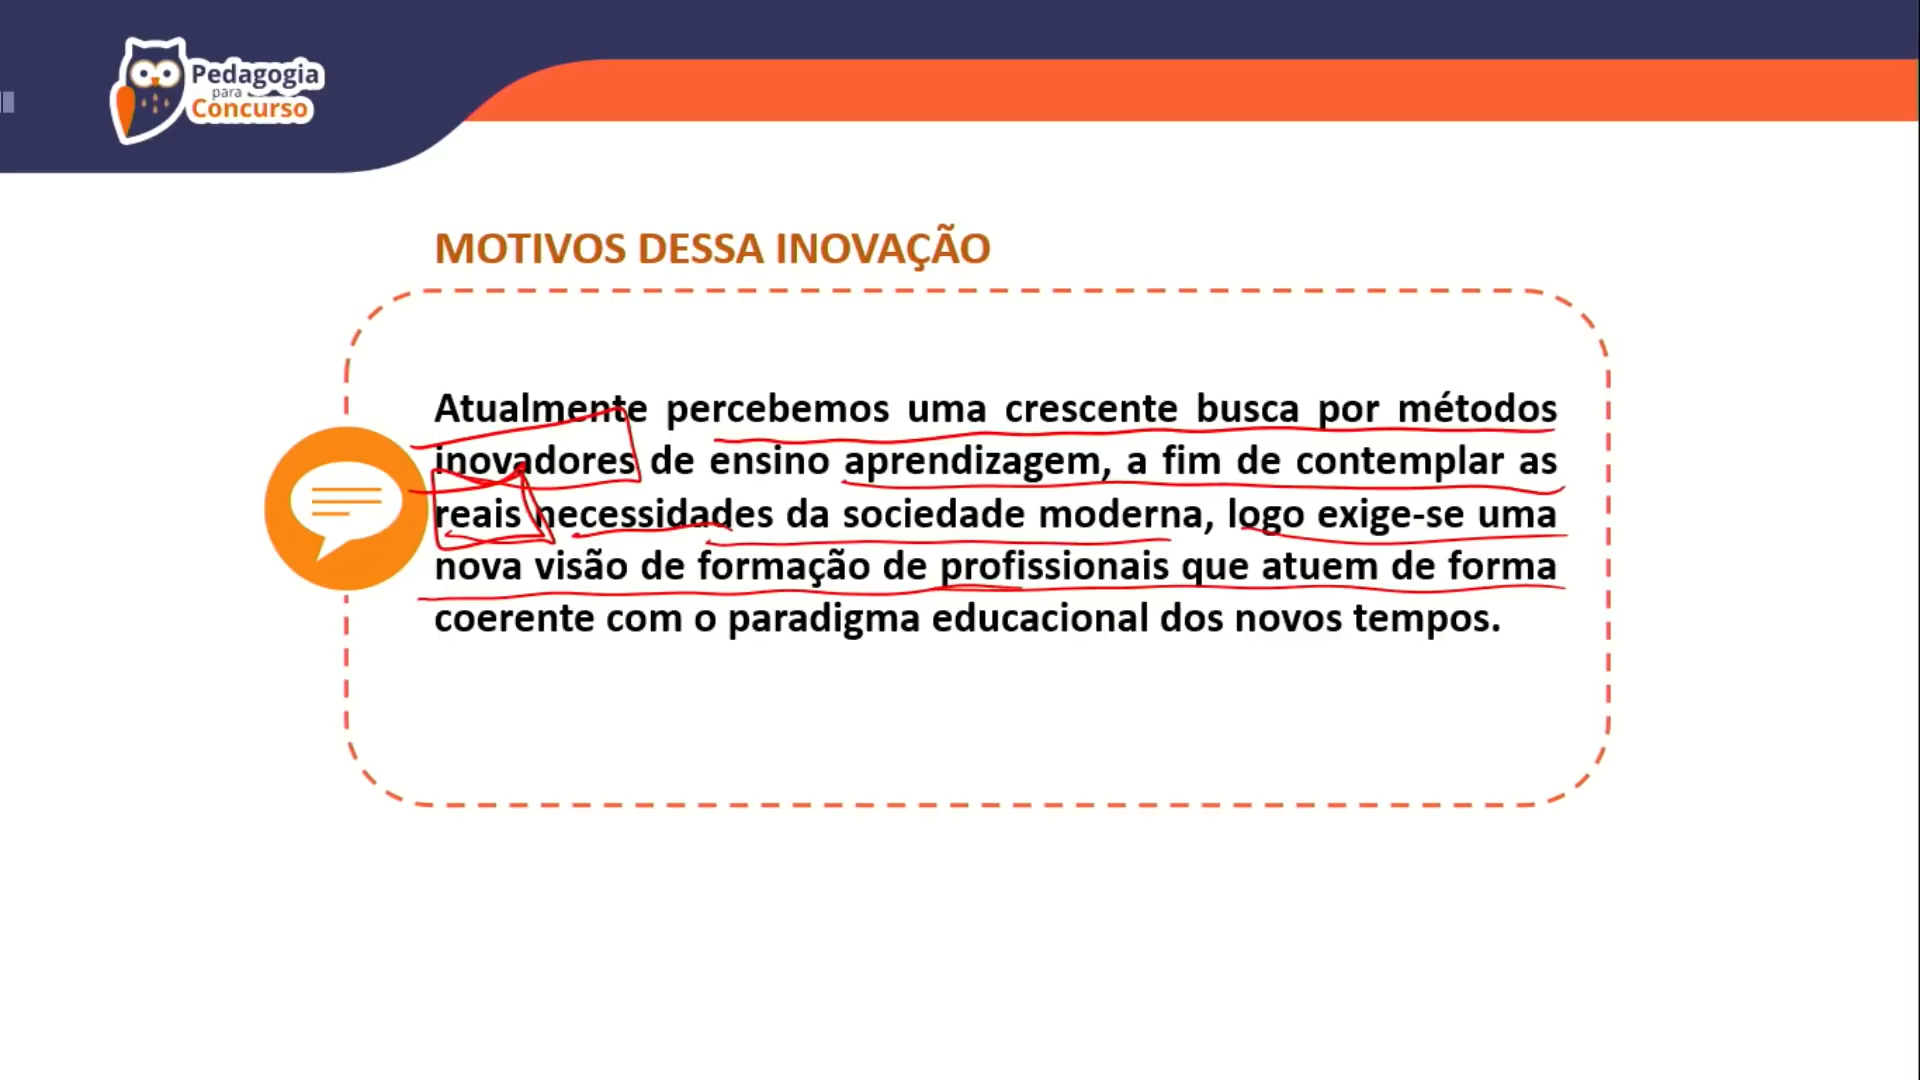 Pedagogia
para
Concurso
MOTIVOS DESSA INOVAÇÃO
Atualmente percebemos uma crescente busca por métodos
inovadores de ensino aprendizagem, a fim de contemplar as
reais necessidades da sociedade moderna, logo exige-se uma
nova visão de formação de profissionais que atuem de forma
coerente com o paradigma educacional dos novos tempos.